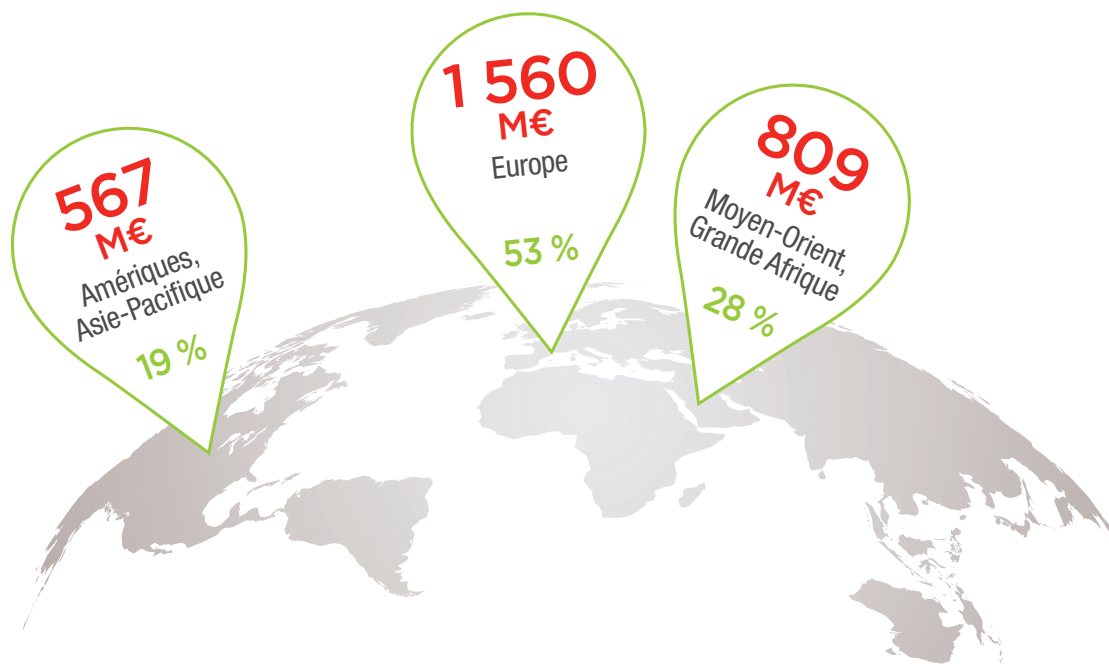 567
M€
Amériques,
Asie-Pacifique
19 %
1 560
M€
Europe
53 %
809
M€
Moyen-Orient,
Grande Afrique
28 %